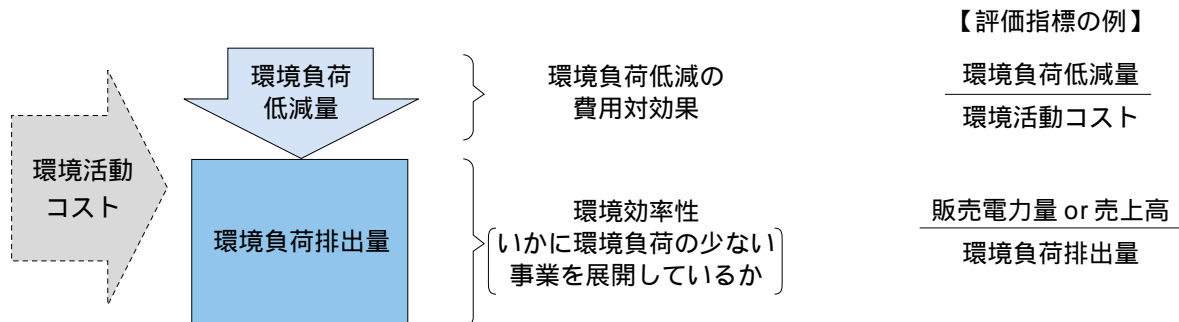 【評価指標の例】
環境負荷
低減量
環境負荷低減の
費用対効果
環境負荷低減量
環境活動コスト
環境活動
コスト
環境負荷排出量
環境効率性
いかに環境負荷の少ない
事業を展開しているか
販売電力量 or 売上高
環境負荷排出量